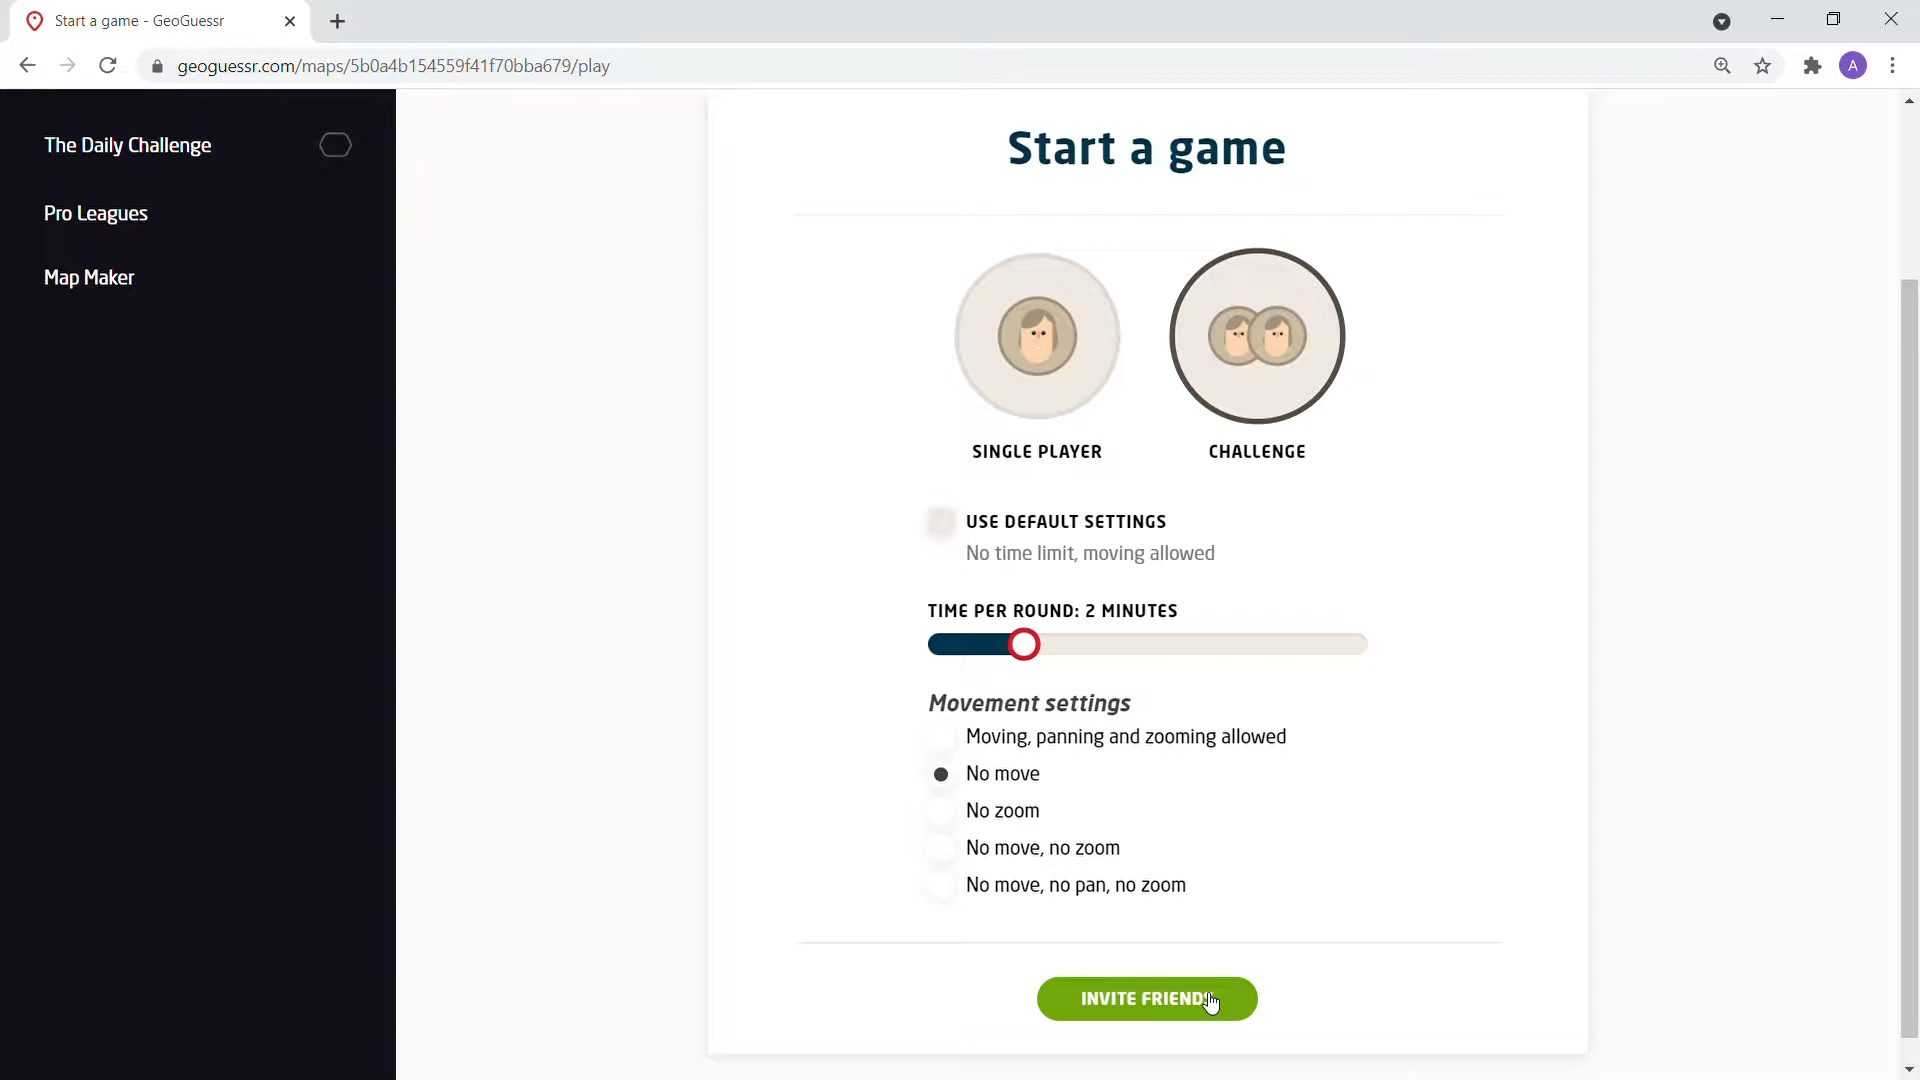 Start a game - GeoGuessr
geoguessr.com/maps/5b0a4b154559f41f70bba679/play
A
The Daily Challenge
Pro Leagues
Map Maker
Start a game
SINGLE PLAYER
CHALLENGE
USE DEFAULT SETTINGS
No time limit, moving allowed
TIME PER ROUND: 2 MINUTES
Movement settings
Moving, panning and zooming allowed
No move
No zoom
No move, no zoom
No move, no pan, no zoom
INVITE FRIENDS